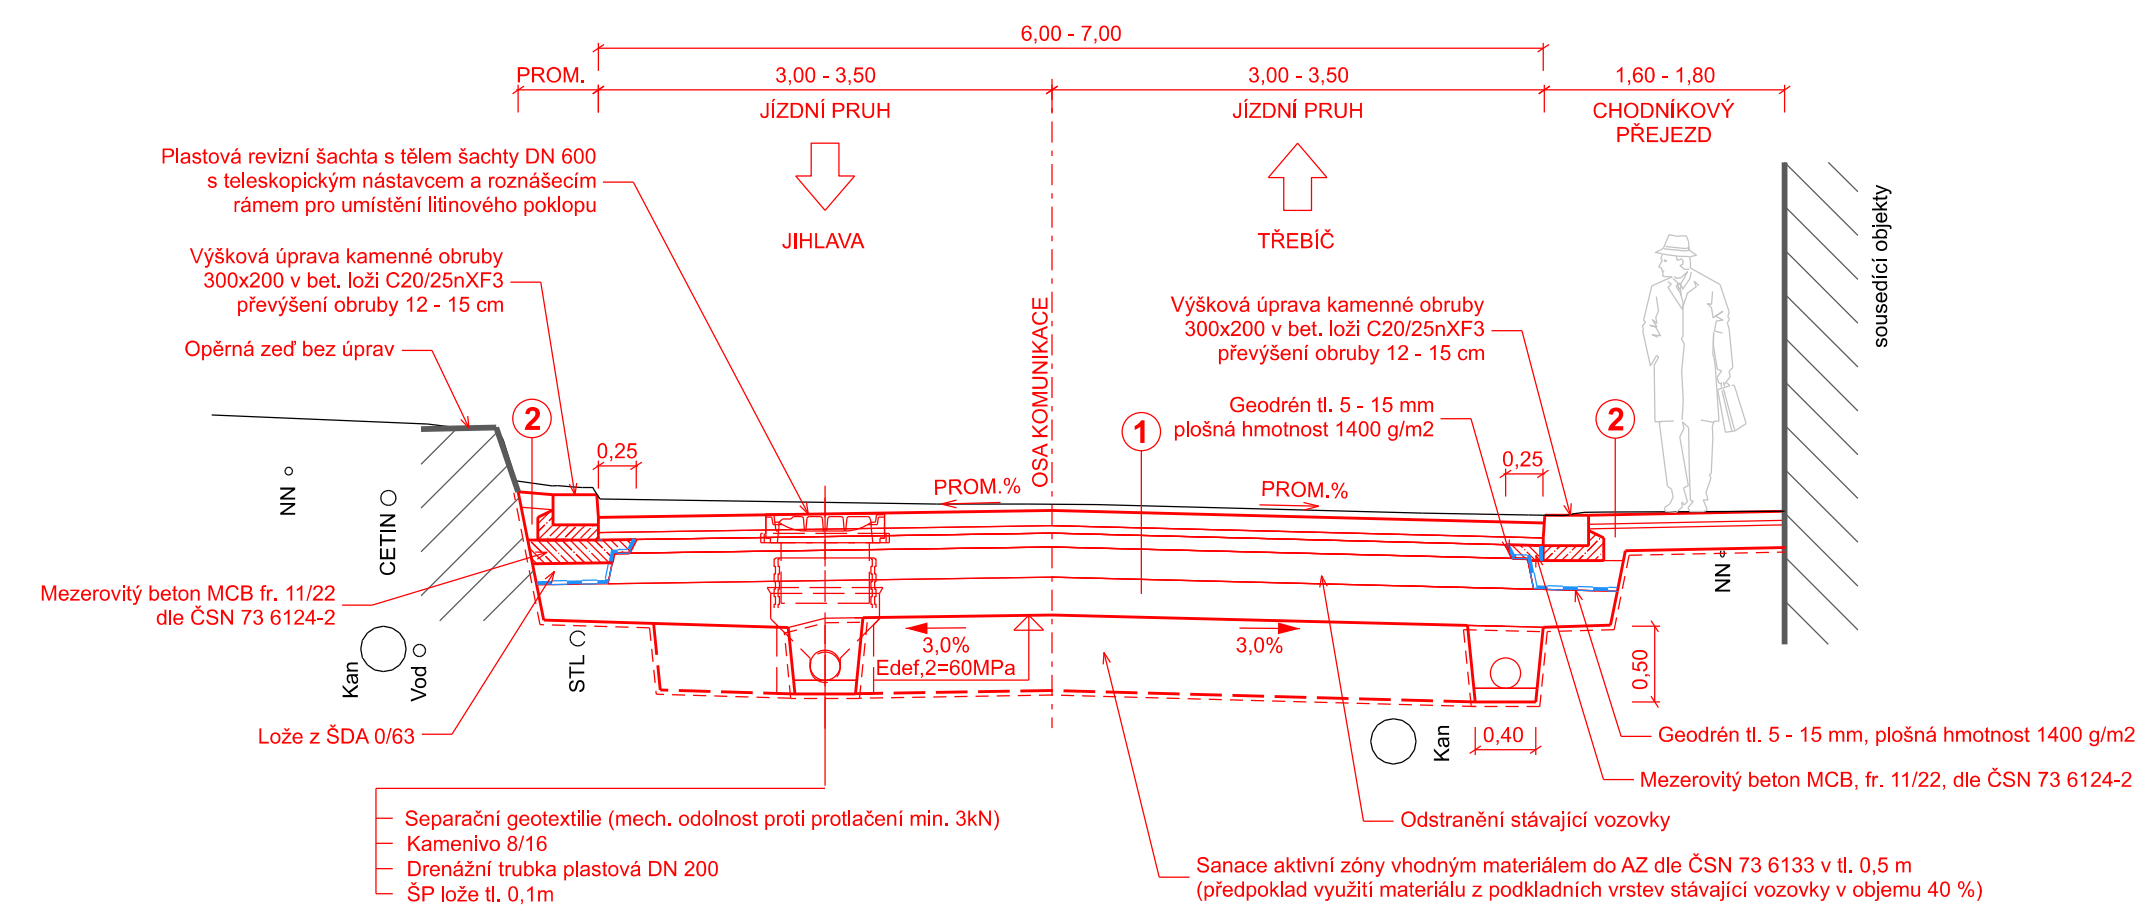 6,00 - 7,00
PROM.
3,00 - 3,50
3,00 - 3,50
1,60 - 1,80
JÍZDNÍ PRUH
JÍZDNÍ PRUH
CHODNÍKOVÝ
PŘEJEZD
Plastová revizní šachta s tělem šachty DN 600
s teleskopickým nástavcem a roznášecím
rámem pro umístění litinového poklopu
JIHLAVA
TŘEBÍČ
sousedící objekty
Výšková úprava kamenné obruby
300x200 v bet. loži C20/25nXF3
převýšení obruby 12 - 15 cm
OSA KOMUNIKACE
Výšková úprava kamenné obruby
300x200 v bet. loži C20/25nXF3
převýšení obruby 12 - 15 cm
Opěrná zeď bez úprav
2
1
Geodrén tl. 5 - 15 mm
plošná hmotnost 1400 g/m2
2
0,25
0,25
NN
CETIN
PROM.%
PROM.%
NN
Mezerovitý beton MCB fr. 11/22
dle ČSN 73 6124-2
Kan
Vod
STL
3,0%
3,0%
Edef,2=60MPa
0,50
Lože z ŠDA 0/63
0,40
Kan
Geodrén tl. 5 - 15 mm, plošná hmotnost 1400 g/m2
Mezerovitý beton MCB, fr. 11/22, dle ČSN 73 6124-2
Separační geotextilie (mech. odolnost proti protlačení min. 3kN)
Kamenivo 8/16
Drenážní trubka plastová DN 200
ŠP lože tl. 0,1m
Odstranění stávající vozovky
Sanace aktivní zóny vhodným materiálem do AZ dle ČSN 73 6133 v tl. 0,5 m
(předpoklad využití materiálu z podkladních vrstev stávající vozovky v objemu 40 %)